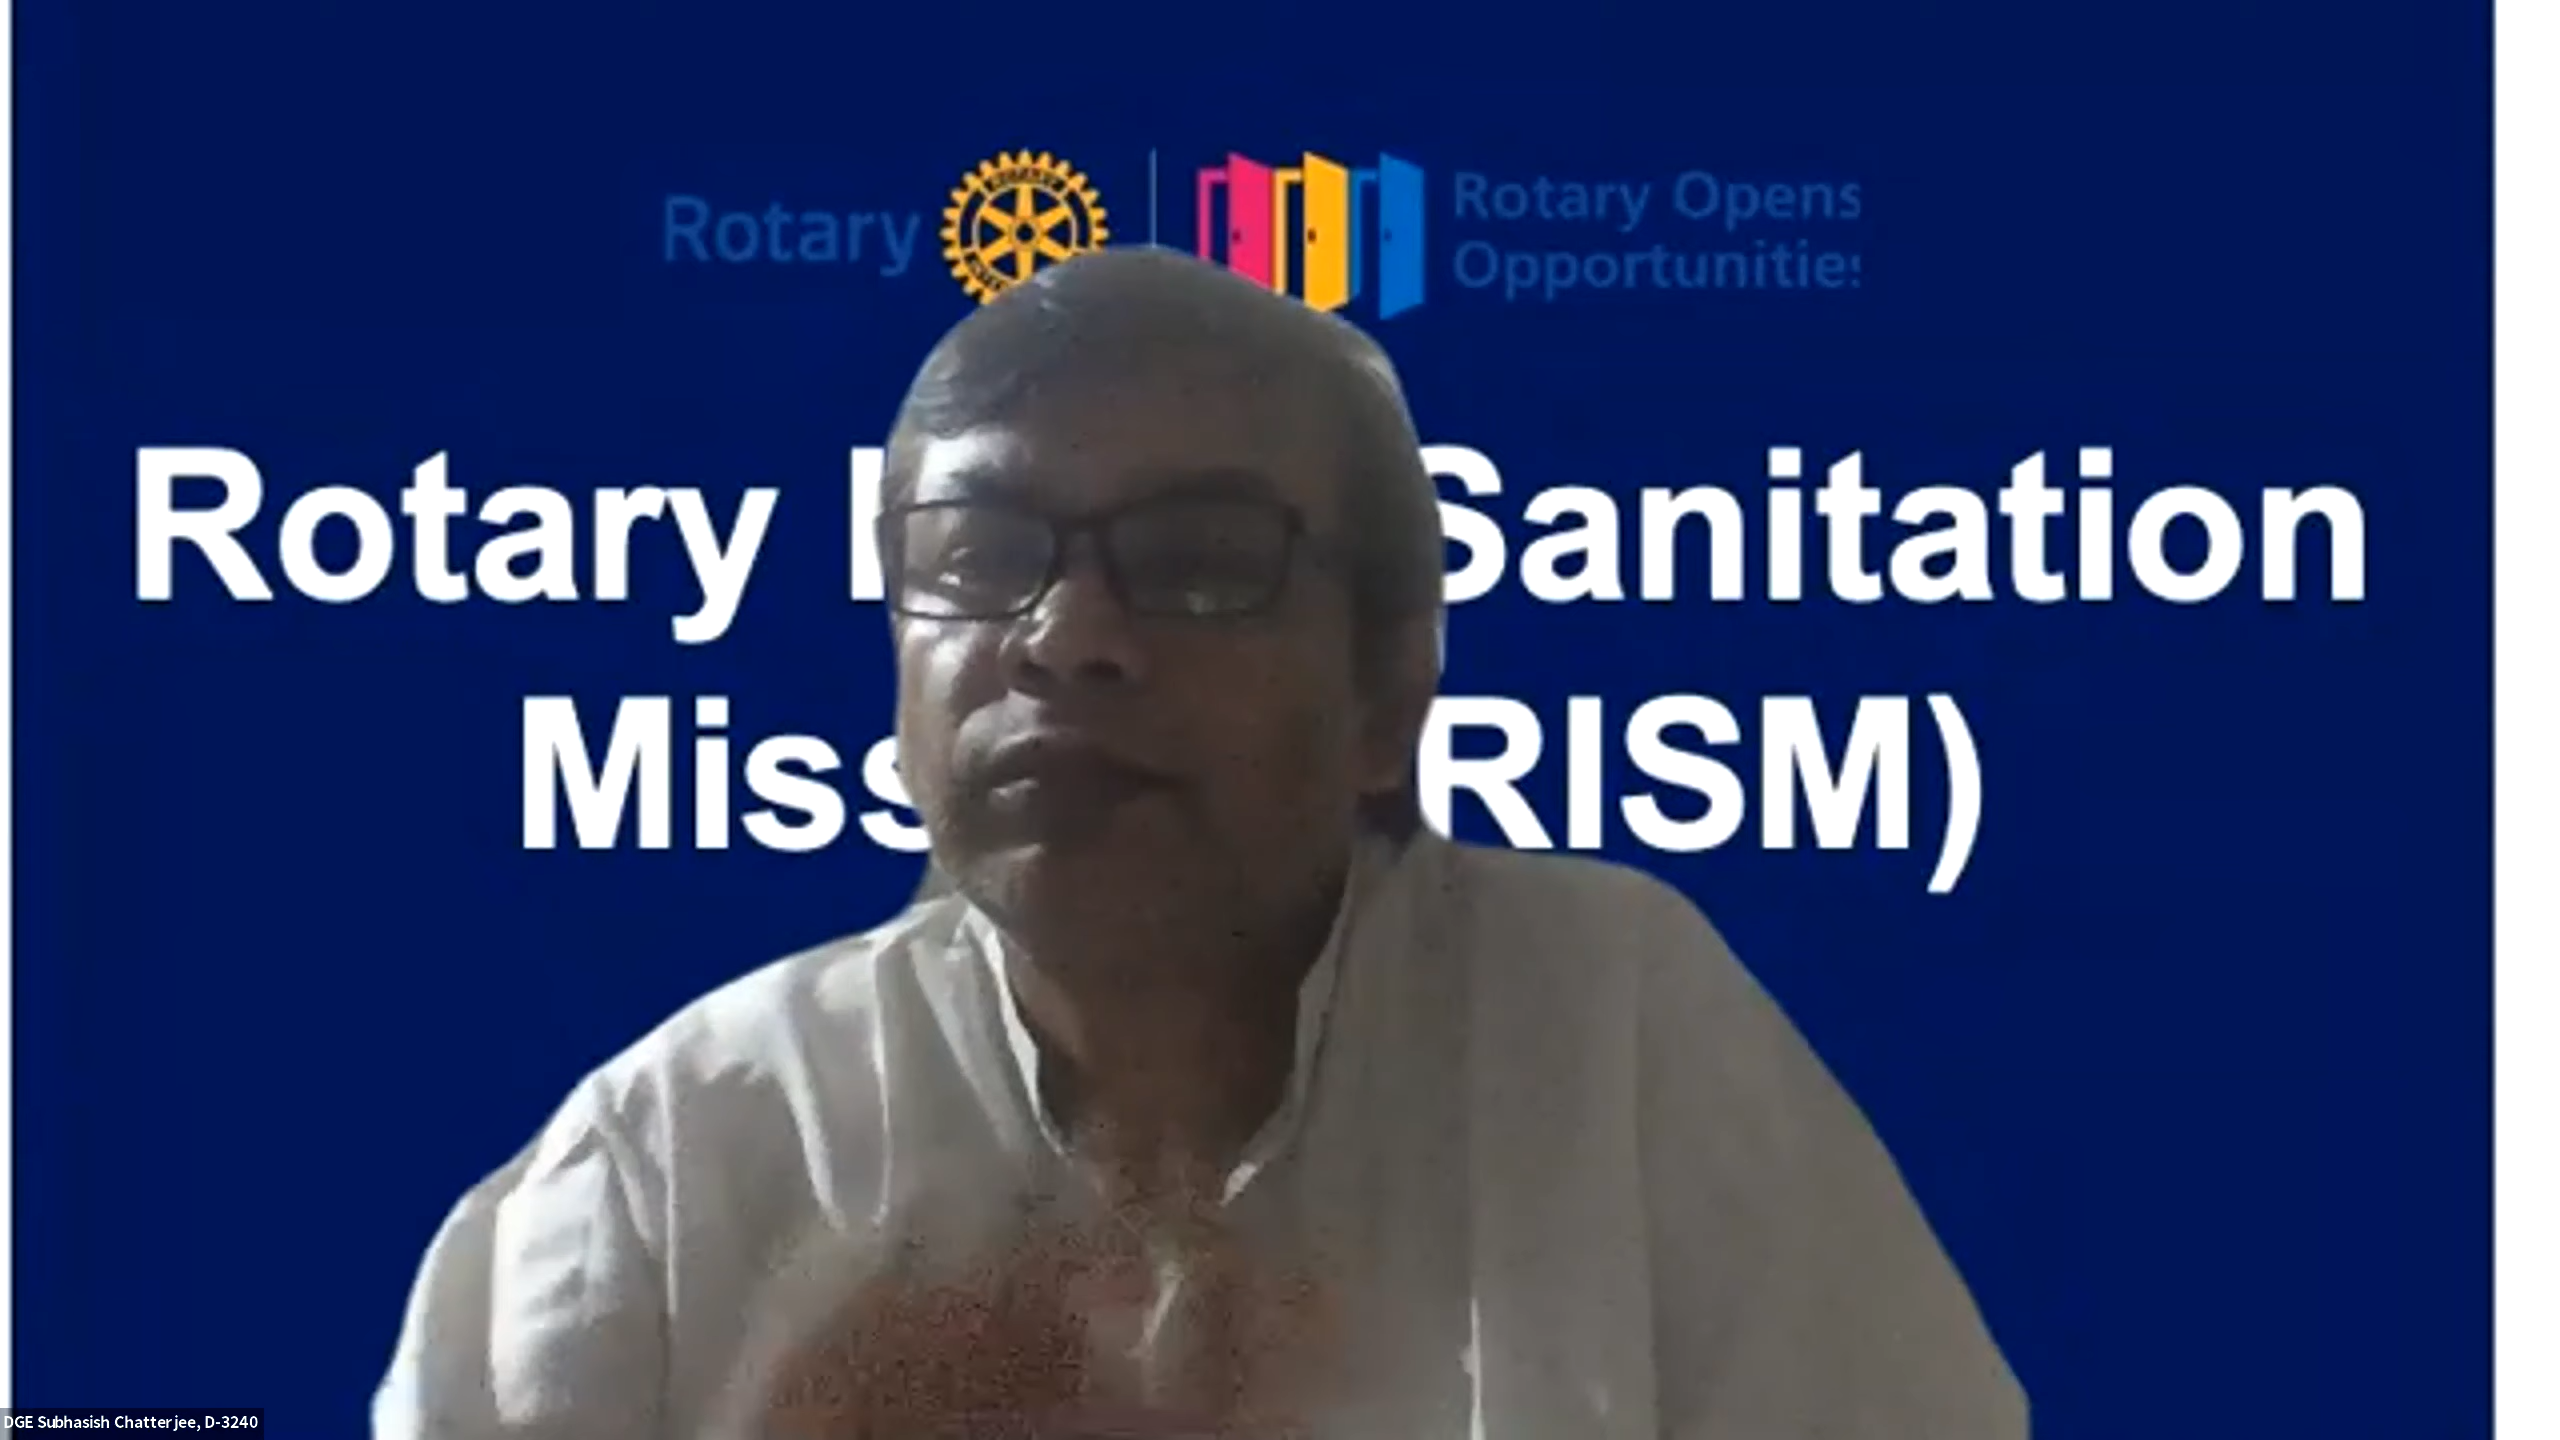 Rotary
Rotary Opens
Opportunities
Rotary Sanitation
Miss RISM)
DGE Subhasish Chatterjee, D-3240